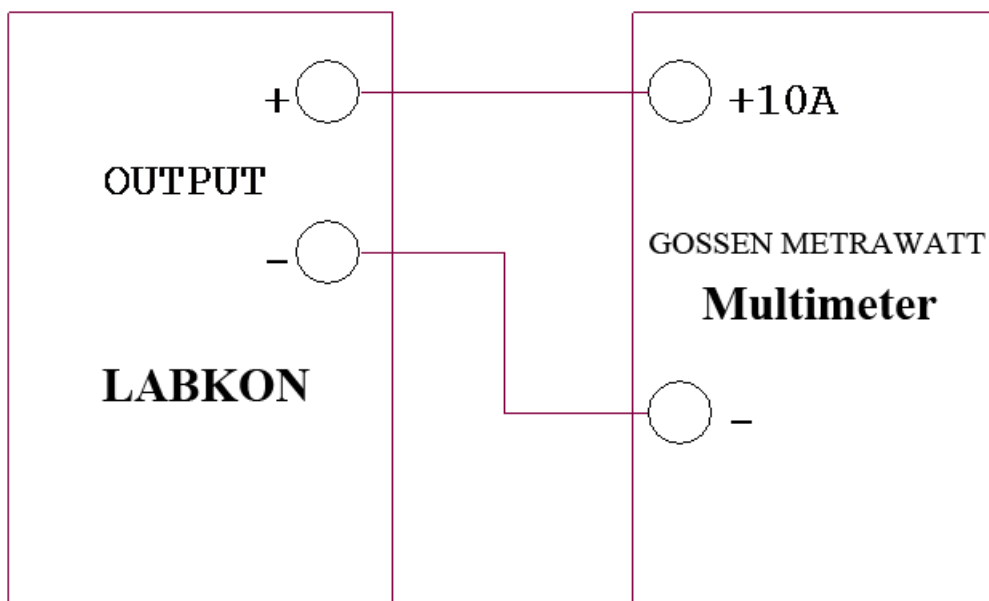 +
OUTPUT
-
LABKON
+10A
GOSSEN METRAWATT
Multimeter
-